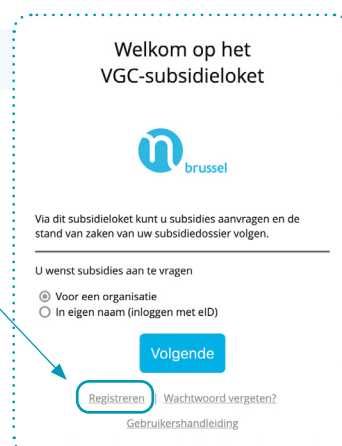 Welkom op het
VGC-subsidieloket
n
brussel
Via dit subsidieloket kunt u subsidies aanvragen en de
stand van zaken van uw subsidiedossier volgen.
U wenst subsidies aan te vragen
Voor een organisatie
In eigen naam (inloggen met eID)
Volgende
Registreren | Wachtwoord vergeten?
Gebruikershandleiding